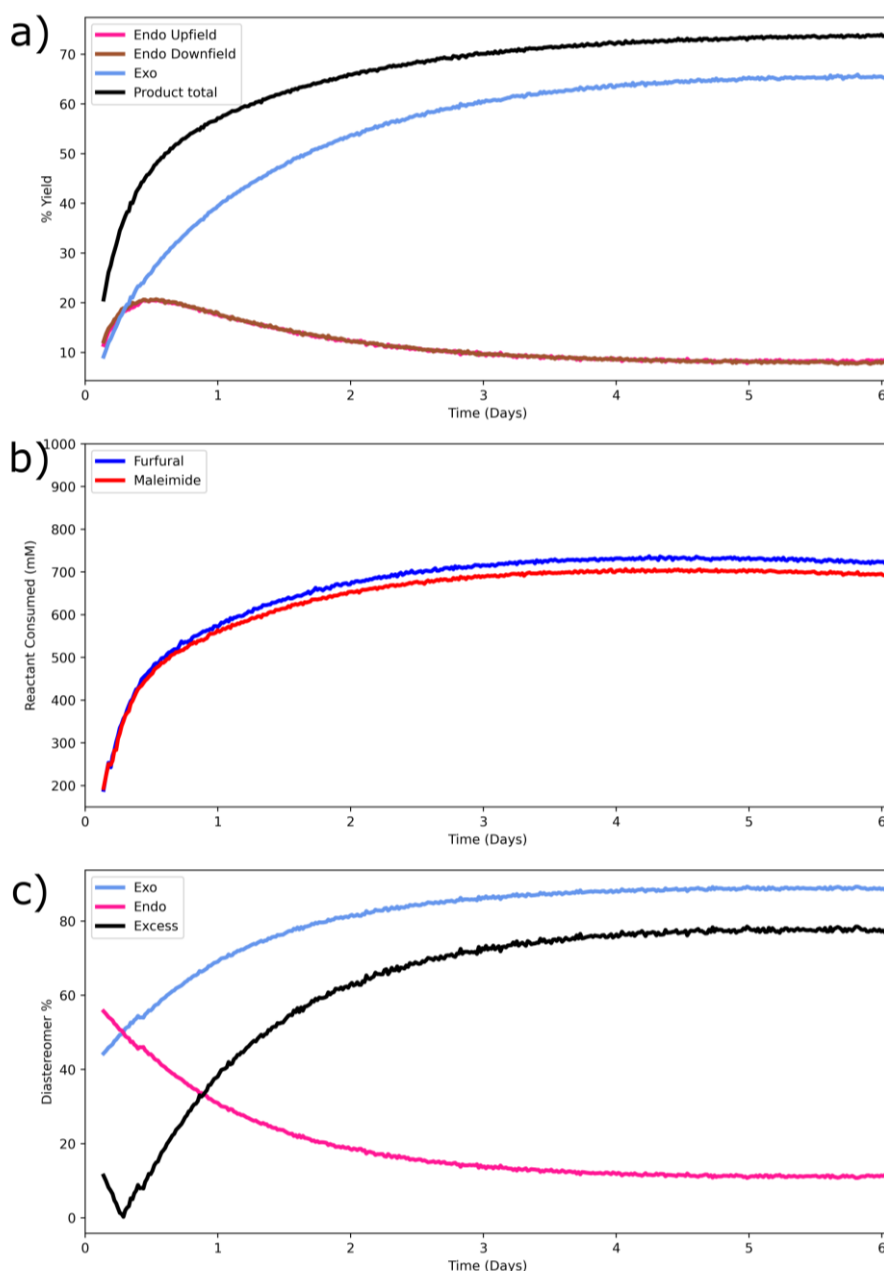 a)
Endo Upfield
Endo Downfield
Exo
Product total
70
60
50
40
30
20
10
% Yield
0 1 2 3 4 5 6
Time (Days)
b)
Furfural
Maleimide
1000
900
800
700
600
500
400
300
200
Reactant Consumed (mM)
0 1 2 3 4 5 6
Time (Days)
c)
Exo
Endo
Excess
80
60
40
20
0
Diastereomer %
0 1 2 3 4 5 6
Time (Days)